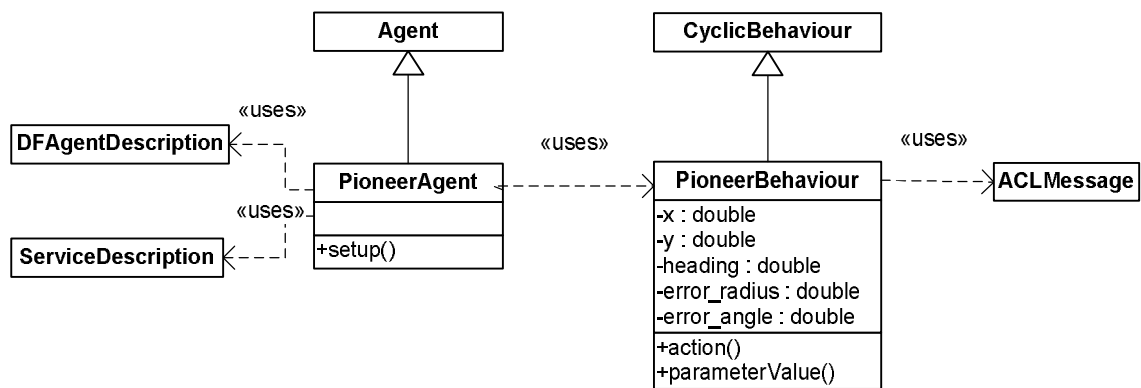 Agent
CyclicBehaviour
«uses»
DFAgentDescription
«uses»
ServiceDescription
PioneerAgent
+setup()
«uses»
PioneerBehaviour
-x : double
-y : double
-heading : double
-error_radius : double
-error_angle : double
+action()
+parameterValue()
«uses»
ACLMessage